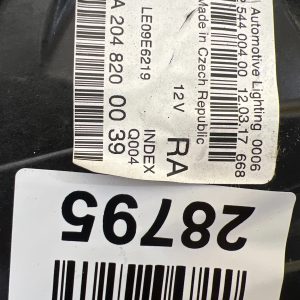 Automotive Lighting 0006
544 004 00 12.03.17 668
Made in Czech Republic
12V RA
LE09E6219
INDEX
Q004
A 204 820 00 39
28795